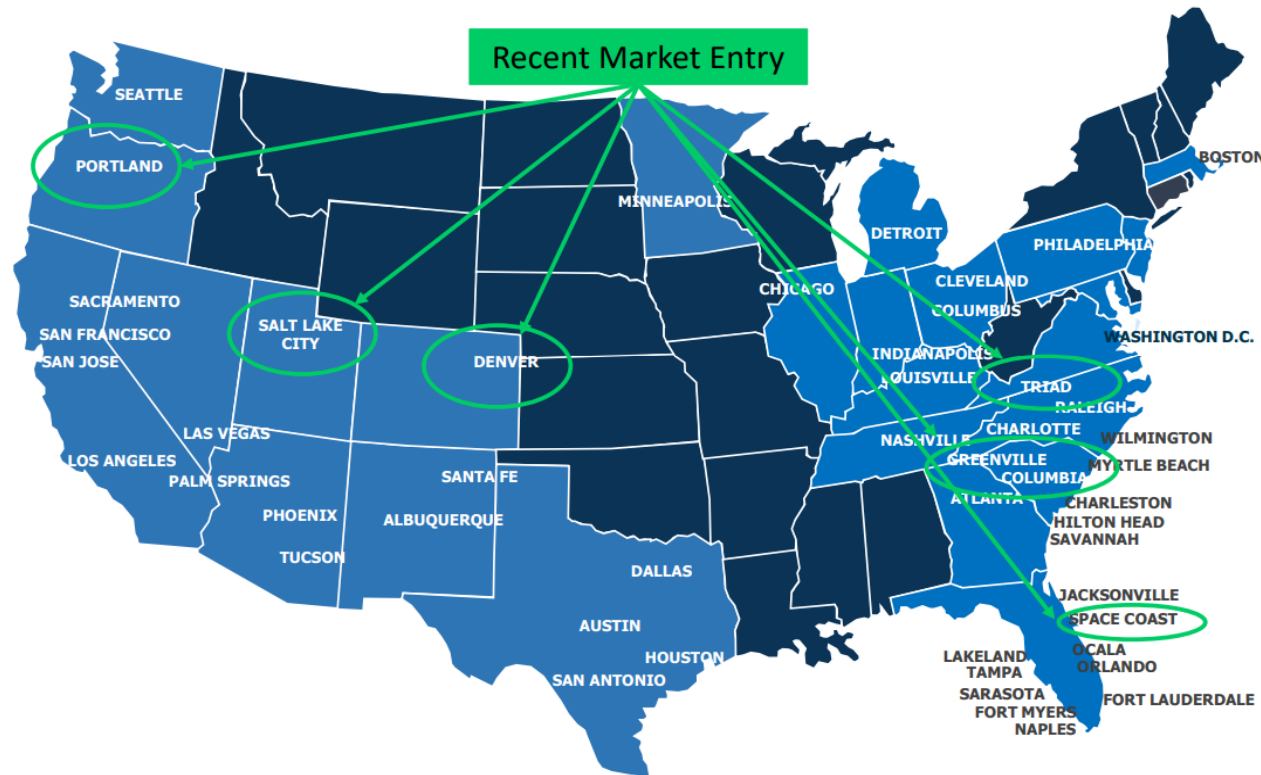 Recent Market Entry
SEATTLE
PORTLAND
BOSTON
MINNEAPOLIS
DETROIT
PHILADELPHIA
CLEVELAND
CHICAGO
COLUMBUS
SACRAMENTO
SAN FRANCISCO
SAN JOSE
SALT LAKE
CITY
DENVER
WASHINGTON D.C.
INDIANAPOLIS
LOUISVILLE
TRIAD
RALEIGH
LAS VEGAS
CHARLOTTE
NASHVILLE
WILMINGTON
LOS ANGELES
GREENVILLE
MYRTLE BEACH
PALM SPRINGS
SANTA FE
COLUMBIA
ATLANTA
CHARLESTON
PHOENIX
ALBUQUERQUE
HILTON HEAD
SAVANNAH
TUCSON
DALLAS
JACKSONVILLE
SPACE COAST
AUSTIN
OCALA
HOUSTON
LAKELAND
ORLANDO
TAMPA
SAN ANTONIO
SARASOTA
FORT LAUDERDALE
FORT MYERS
NAPLES